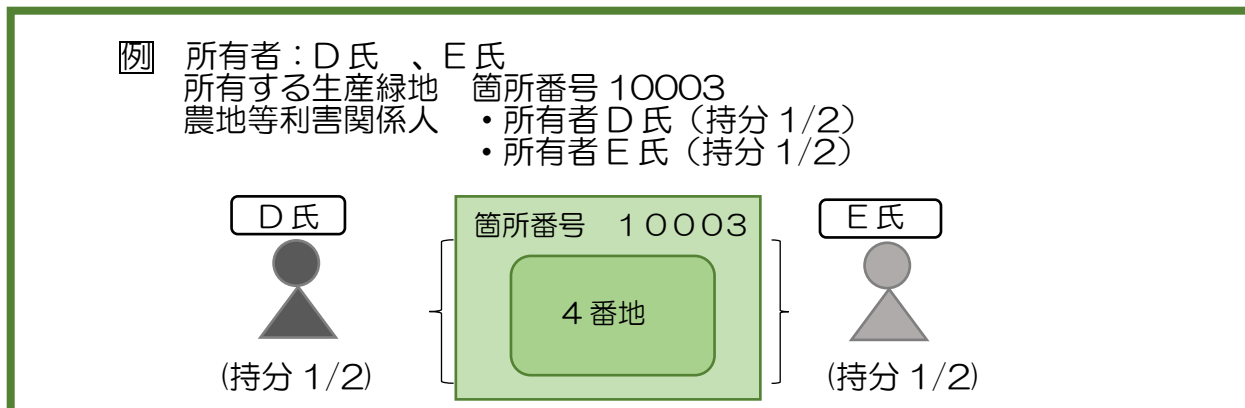 例 所有者：Ｄ氏 、Ｅ氏
所有する生産緑地 箇所番号 10003
農地等利害関係人 ・所有者Ｄ氏（持分 1/2）
・所有者Ｅ氏（持分 1/2）
Ｄ氏
箇所番号 １０００３
Ｅ氏
４番地
(持分 1/2)
(持分 1/2)